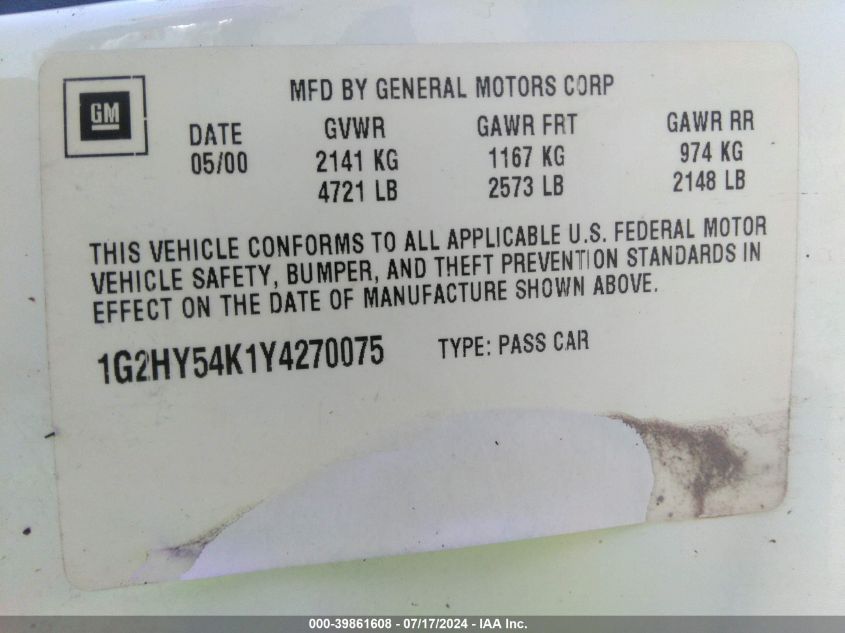 MFD BY GENERAL MOTORS CORP
GM
DATE GVWR GAWR FRT GAWR RR
05/00 2141 KG 1167 KG 974 KG
4721 LB 2573 LB 2148 LB
THIS VEHICLE CONFORMS TO ALL APPLICABLE U.S. FEDERAL MOTOR
VEHICLE SAFETY, BUMPER, AND THEFT PREVENTION STANDARDS IN
EFFECT ON THE DATE OF MANUFACTURE SHOWN ABOVE.
1G2HY54K1Y4270075 TYPE: PASS CAR
000-39861608 - 07/17/2024 - IAA Inc.